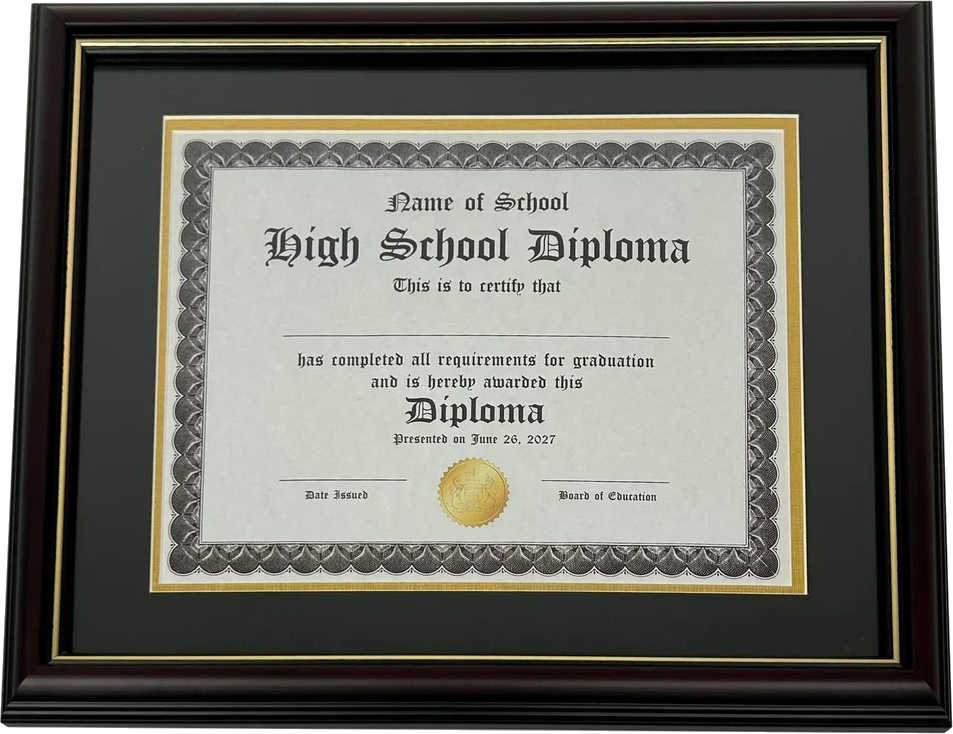 Name of School
High School Diploma
This is to certify that
has completed all requirements for graduation
and is hereby awarded this
Diploma
Presented on June 26, 2027
Date Issued
Board of Education